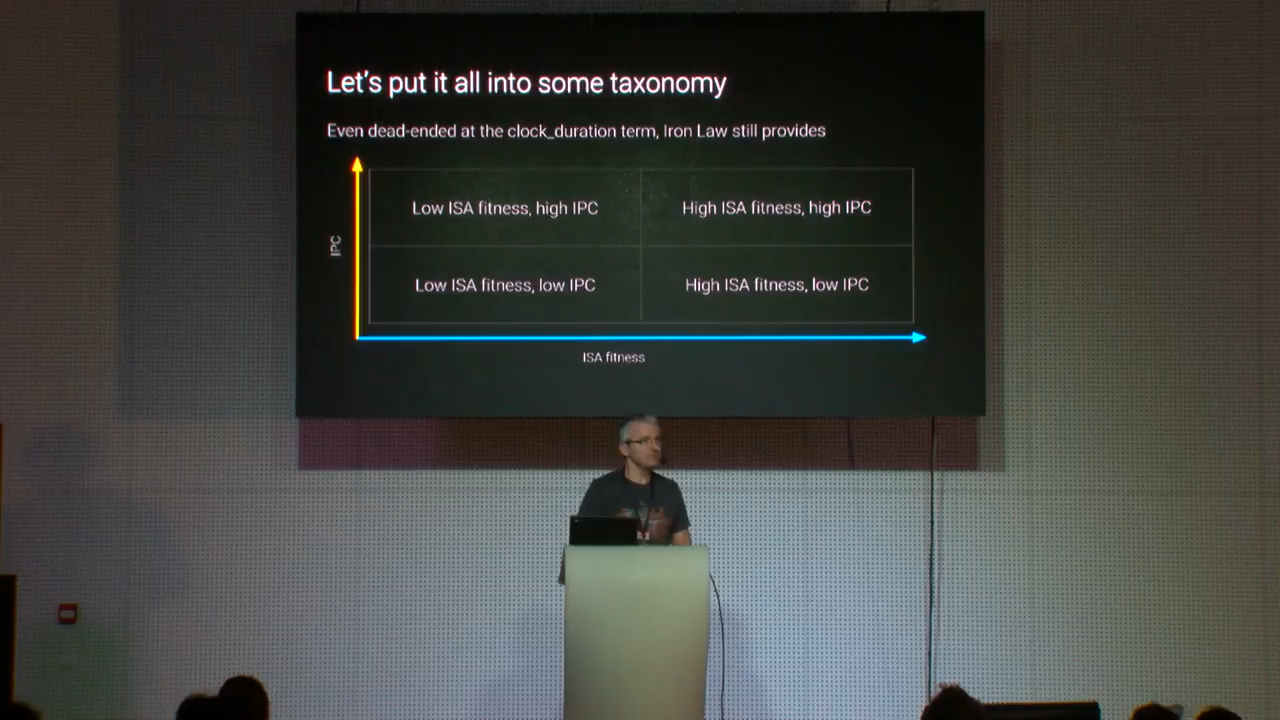 Let's put it all into some taxonomy
Even dead-ended at the clock_duration term, Iron Law still provides
IPC
Low ISA fitness, high IPC
High ISA fitness, high IPC
Low ISA fitness, low IPC
High ISA fitness, low IPC
ISA fitness